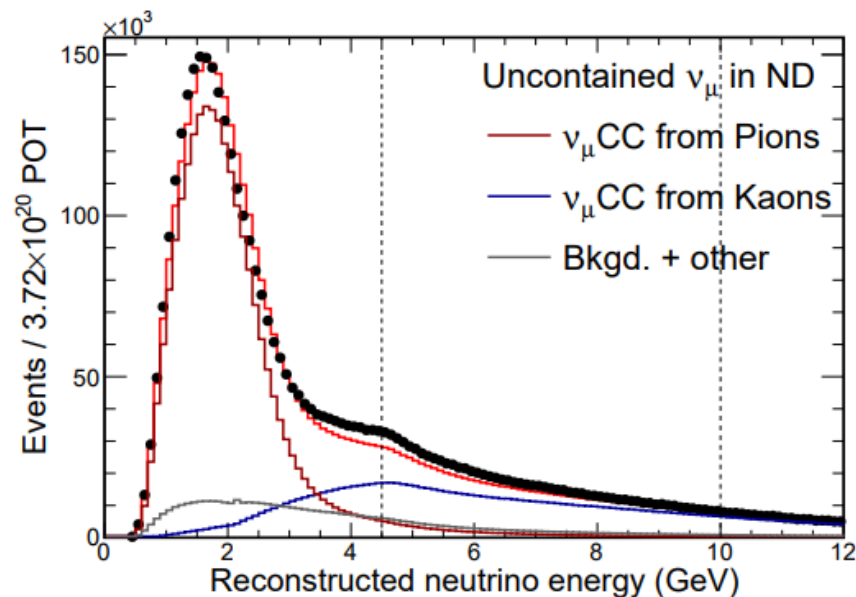 ×10³
150
100
50
0
Events / 3.72×10²⁰ POT
Uncontained νμ in ND
νμCC from Pions
νμCC from Kaons
Bkgd. + other
0 2 4 6 8 10 12
Reconstructed neutrino energy (GeV)